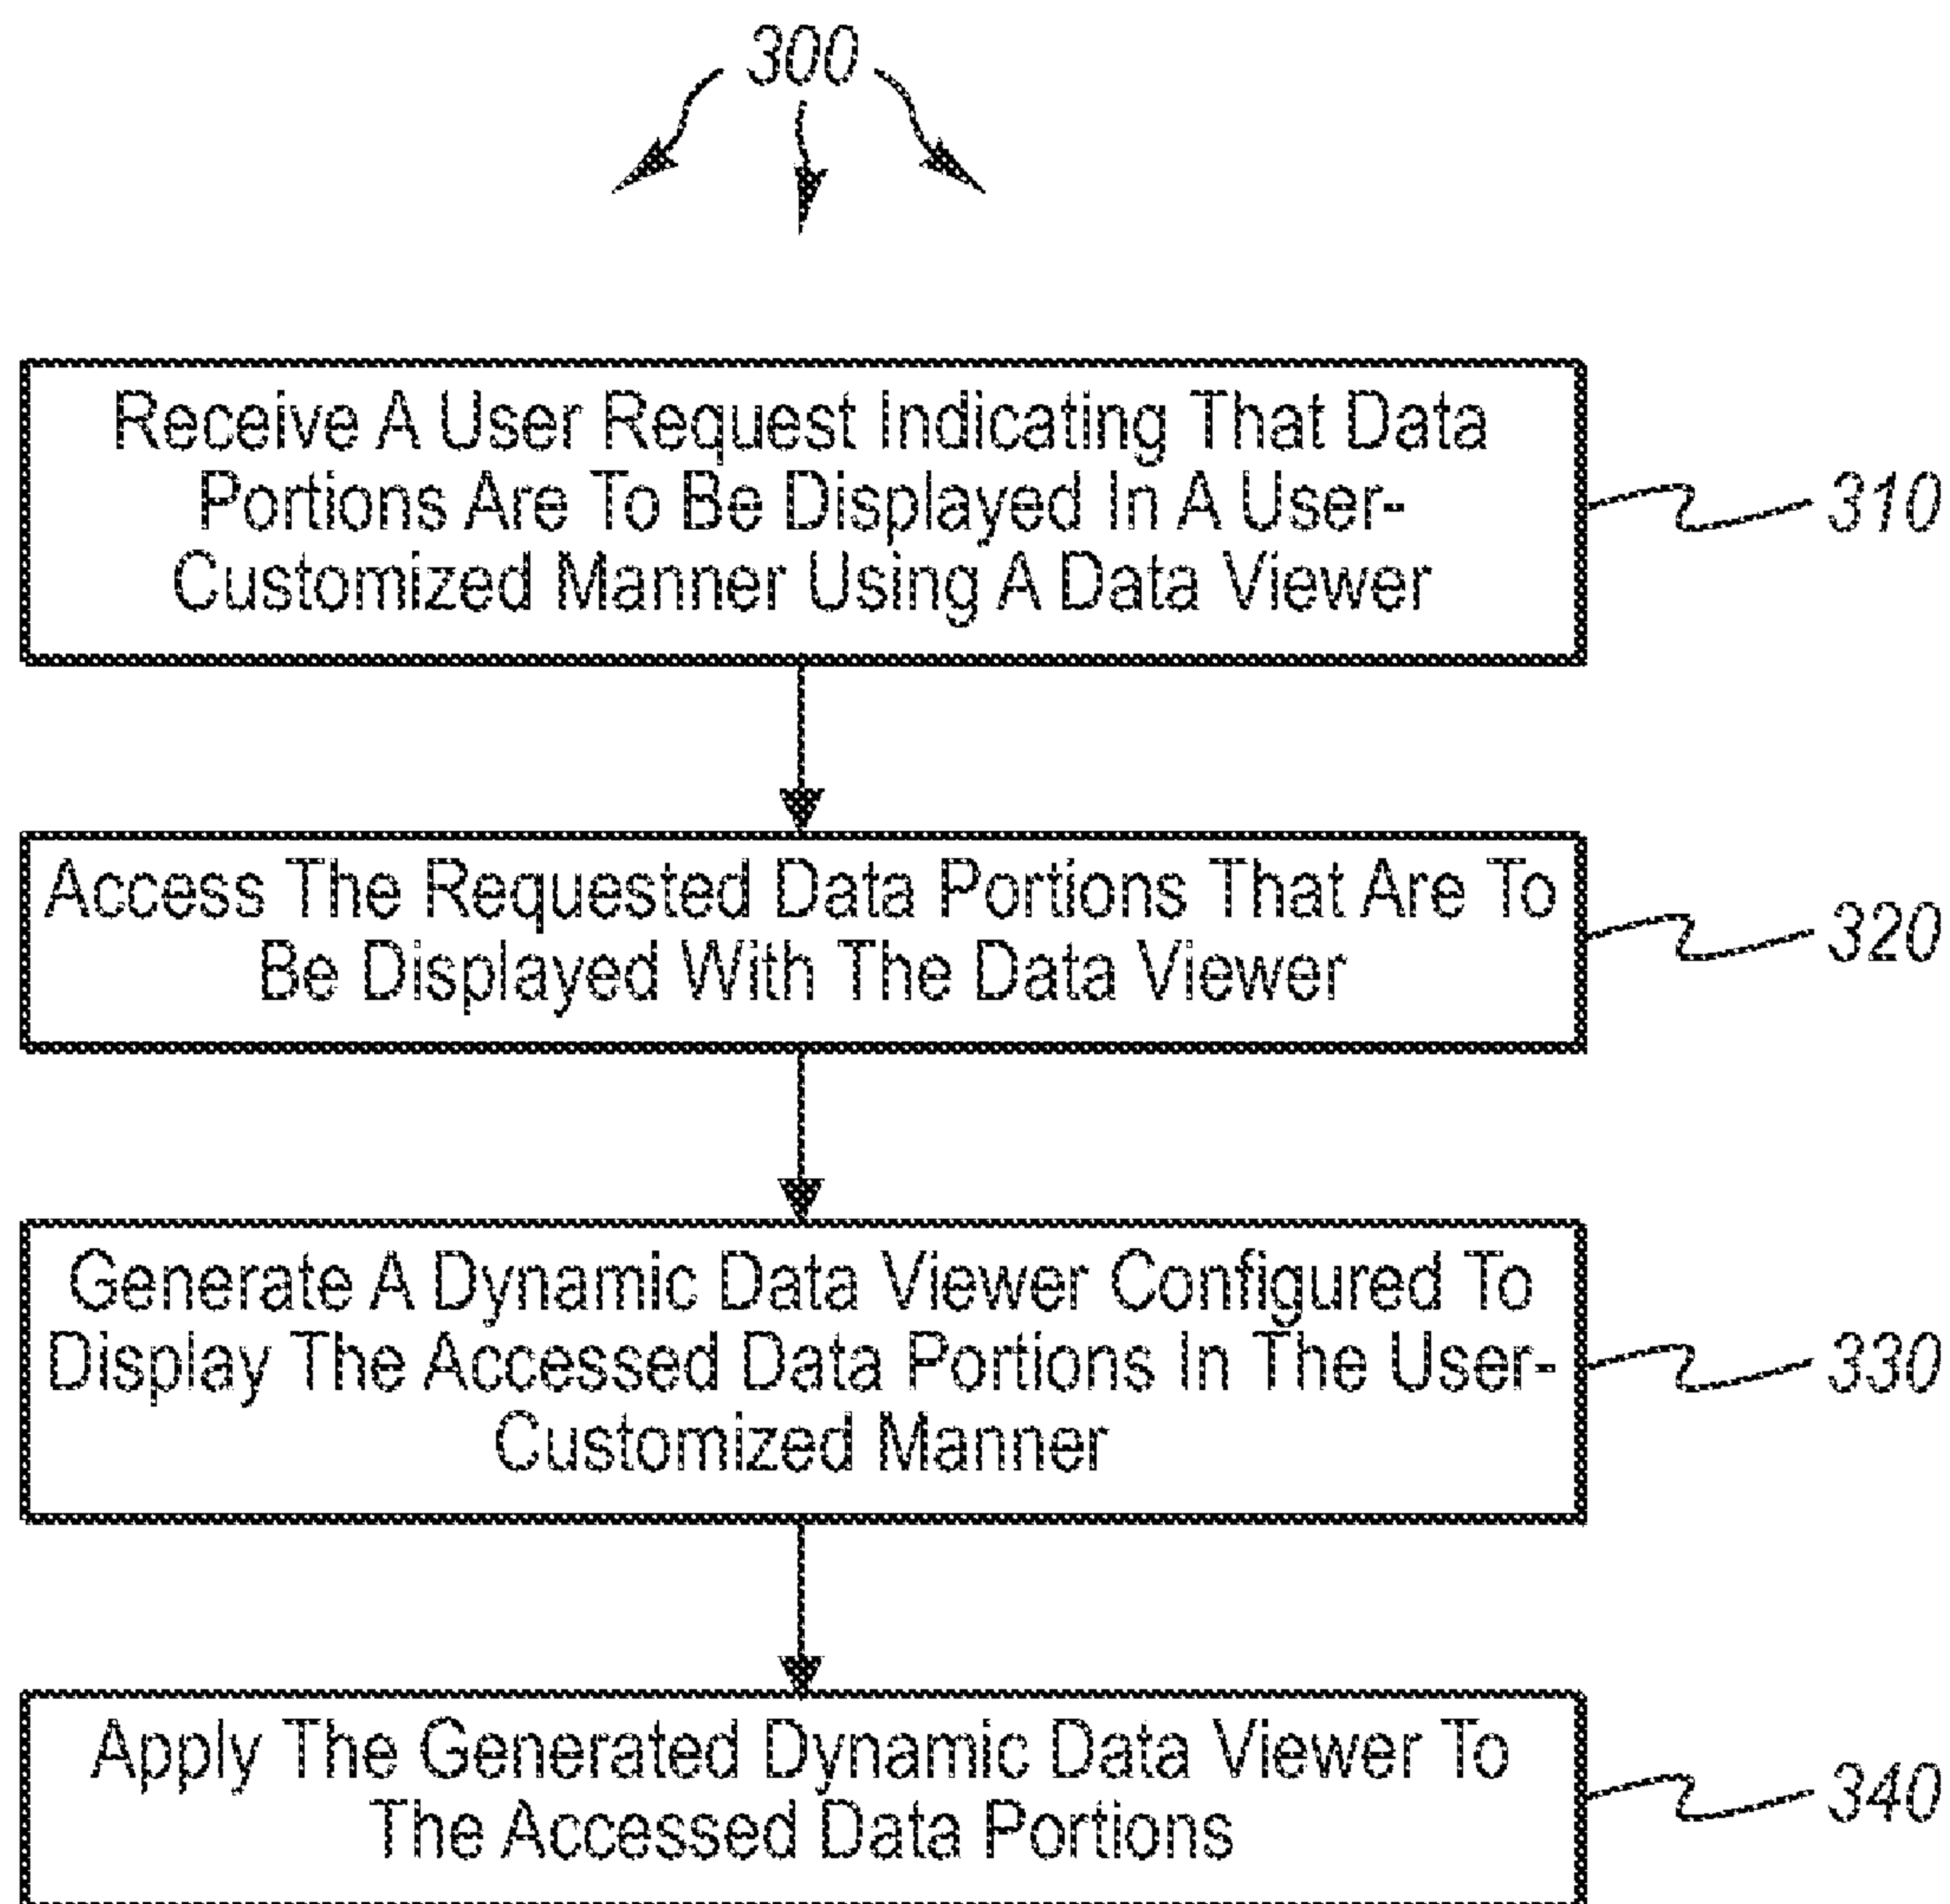 300
Receive A User Request Indicating That Data
Portions Are To Be Displayed In A User-
Customized Manner Using A Data Viewer
310
Access The Requested Data Portions That Are To
Be Displayed With The Data Viewer
320
Generate A Dynamic Data Viewer Configured To
Display The Accessed Data Portions In The User-
Customized Manner
330
Apply The Generated Dynamic Data Viewer To
The Accessed Data Portions
340